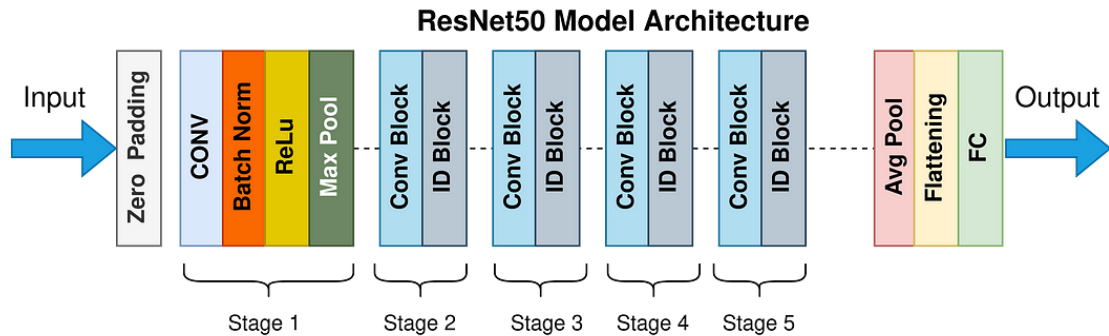 ResNet50 Model Architecture
Input
Zero Padding
CONV
Batch Norm
ReLu
Max Pool
Conv Block
ID Block
Conv Block
ID Block
Conv Block
ID Block
Conv Block
ID Block
Avg Pool
Flattening
FC
Output
Stage 1
Stage 2
Stage 3
Stage 4
Stage 5